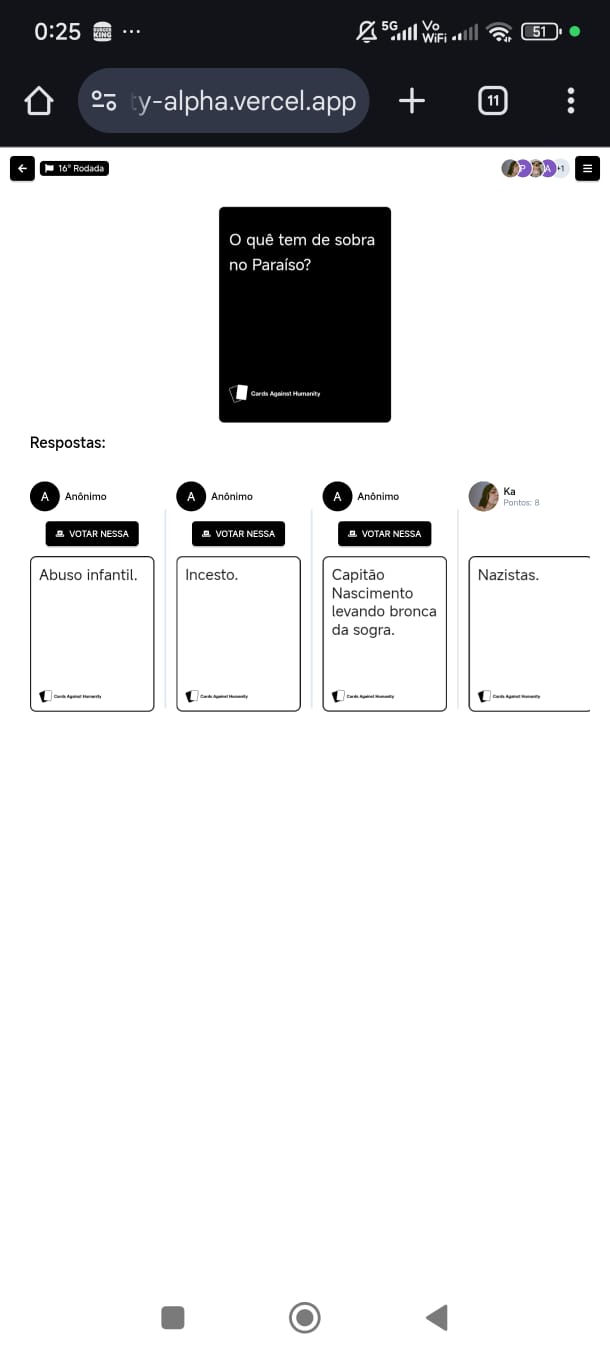 0:25
BURGER KING
5G
Vo WiFi
51
ty-alpha.vercel.app
11
16° Rodada
P
A
+1
O quê tem de sobra
no Paraíso?
Cards Against Humanity
Respostas:
A Anônimo
VOTAR NESSA
Abuso infantil.
Cards Against Humanity
A Anônimo
VOTAR NESSA
Incesto.
Cards Against Humanity
A Anônimo
VOTAR NESSA
Capitão
Nascimento
levando bronca
da sogra.
Cards Against Humanity
Ka
Pontos: 8
Nazistas.
Cards Against Humanity